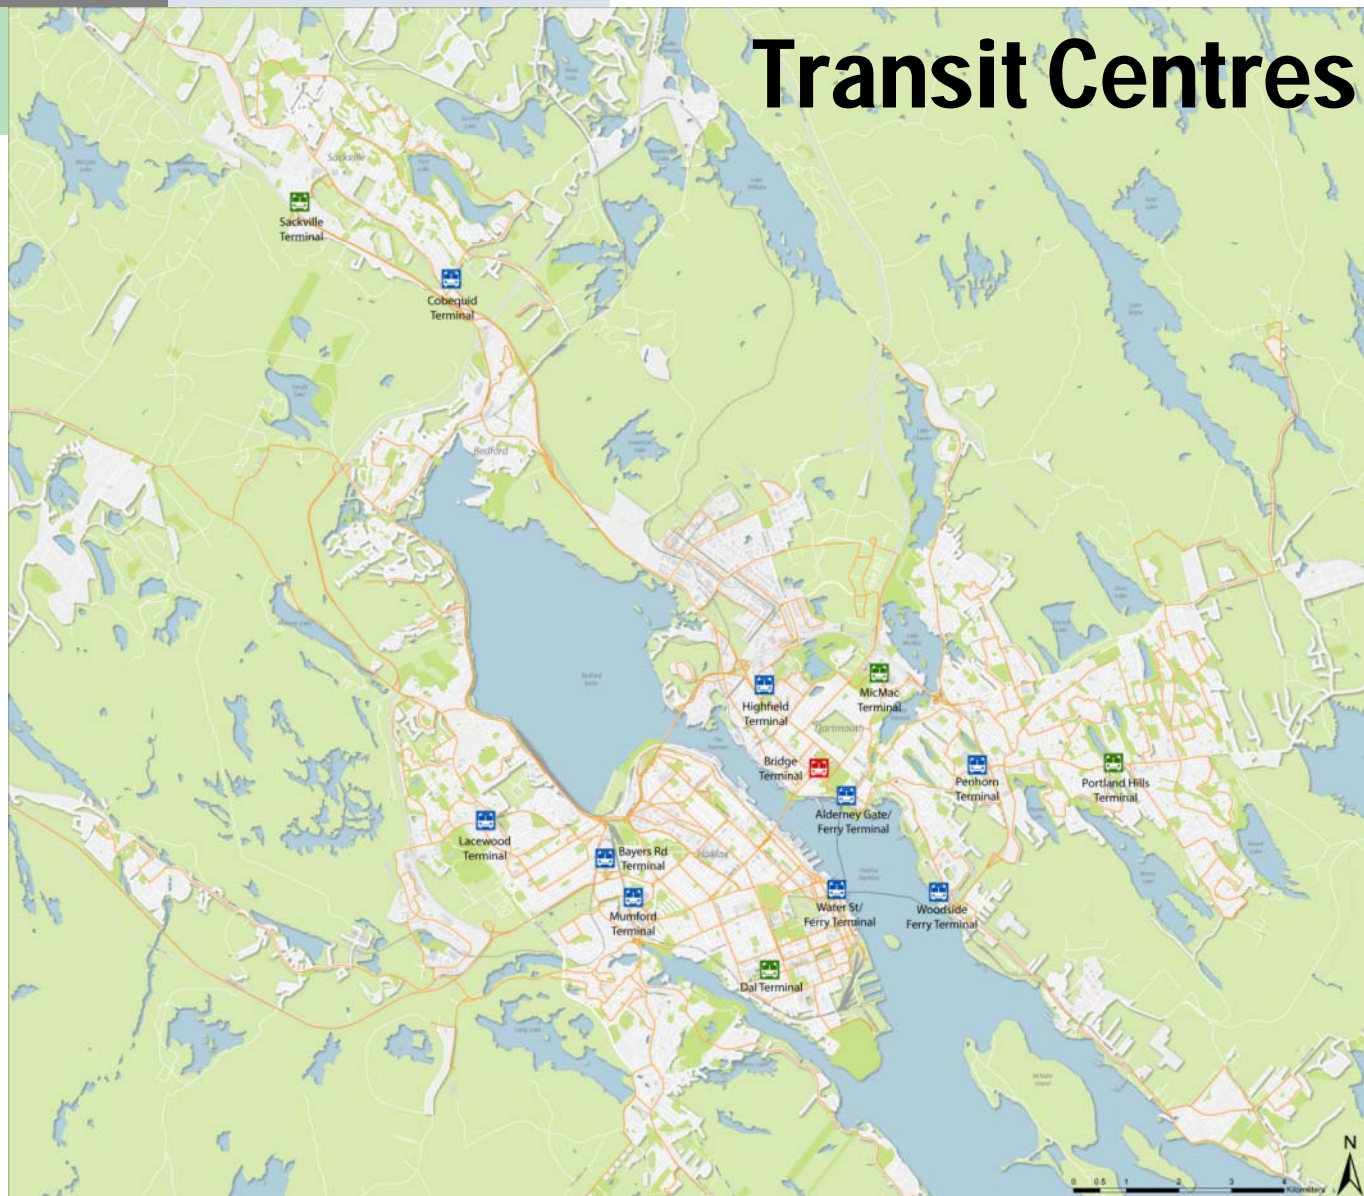 Transit Centres
Sackville
Sackville
Terminal
Cobequid
Terminal
Bedford
Highfield
Terminal
MicMac
Terminal
Dartmouth
Bridge
Terminal
Penhorn
Terminal
Portland Hills
Terminal
Alderney Gate/
Ferry Terminal
Lacewood
Terminal
Bayers Rd
Terminal
Halifax
Mumford
Terminal
Water St/
Ferry Terminal
Woodside
Ferry Terminal
Dal Terminal
N
0 0.5 1 2 3 4
Kilometers